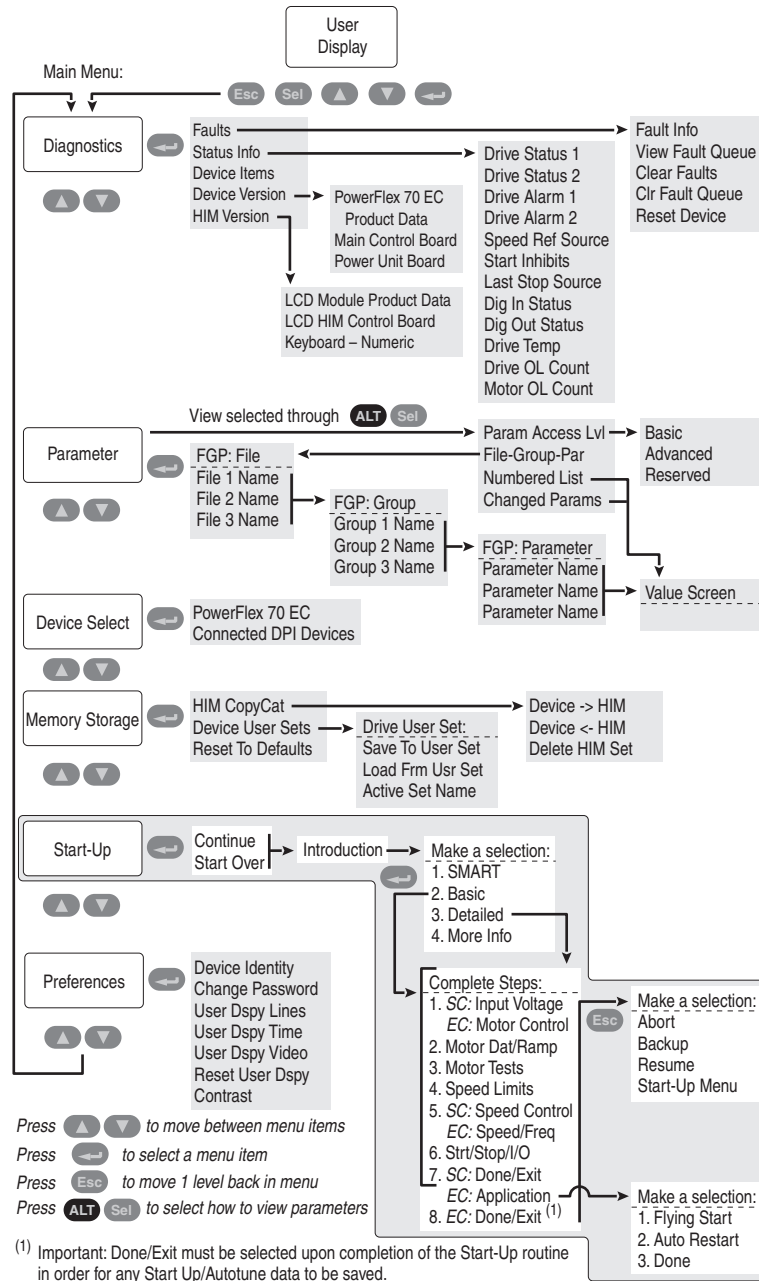 User
Display
Main Menu:
Esc Sel
Diagnostics
Faults
Status Info
Device Items
Device Version
HIM Version
PowerFlex 70 EC
Product Data
Main Control Board
Power Unit Board
LCD Module Product Data
LCD HIM Control Board
Keyboard – Numeric
Drive Status 1
Drive Status 2
Drive Alarm 1
Drive Alarm 2
Speed Ref Source
Start Inhibits
Last Stop Source
Dig In Status
Dig Out Status
Drive Temp
Drive OL Count
Motor OL Count
Fault Info
View Fault Queue
Clear Faults
Clr Fault Queue
Reset Device
View selected through ALT Sel
Parameter
FGP: File
File 1 Name
File 2 Name
File 3 Name
FGP: Group
Group 1 Name
Group 2 Name
Group 3 Name
FGP: Parameter
Parameter Name
Parameter Name
Parameter Name
Param Access Lvl
File-Group-Par
Numbered List
Changed Params
Basic
Advanced
Reserved
Value Screen
Device Select
PowerFlex 70 EC
Connected DPI Devices
Memory Storage
HIM CopyCat
Device User Sets
Reset To Defaults
Drive User Set:
Save To User Set
Load Frm Usr Set
Active Set Name
Device -> HIM
Device <- HIM
Delete HIM Set
Start-Up
Continue
Start Over
Introduction
Make a selection:
1. SMART
2. Basic
3. Detailed
4. More Info
Complete Steps:
1. SC: Input Voltage
EC: Motor Control
2. Motor Dat/Ramp
3. Motor Tests
4. Speed Limits
5. SC: Speed Control
EC: Speed/Freq
6. Strt/Stop/I/O
7. SC: Done/Exit
EC: Application
8. EC: Done/Exit (1)
Esc
Make a selection:
Abort
Backup
Resume
Start-Up Menu
Make a selection:
1. Flying Start
2. Auto Restart
3. Done
Preferences
Device Identity
Change Password
User Dspy Lines
User Dspy Time
User Dspy Video
Reset User Dspy
Contrast
Press to move between menu items
Press to select a menu item
Press Esc to move 1 level back in menu
Press ALT Sel to select how to view parameters
(1) Important: Done/Exit must be selected upon completion of the Start-Up routine
in order for any Start Up/Autotune data to be saved.